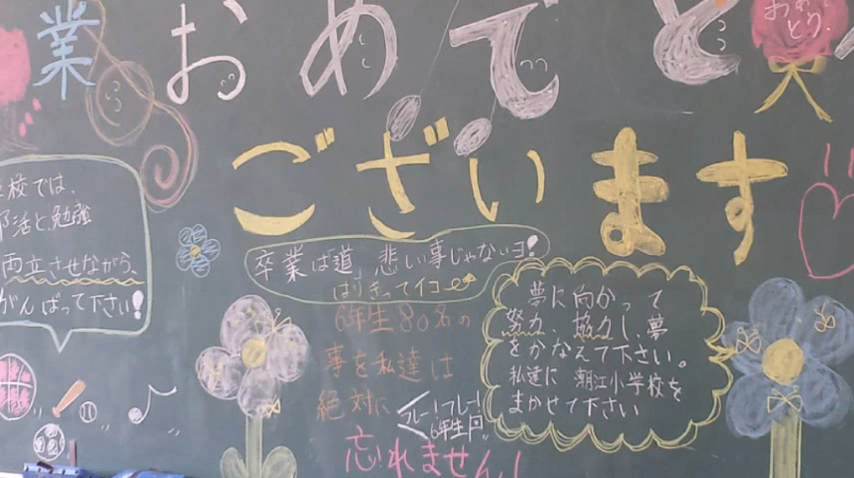 業おめでと
ございます
おめ
とう!
校では、
部活と勉強
両立させながら、
がんばって下さい!
卒業は道」悲しい事じゃないヨ!
はりきってイコー
6年生80名の
事を私達は
絶対に
フレーフレー
6年生
忘れません!
夢に向かって
努力、協力し、夢
をかなえて下さい。
私達に 朝江小学校を
まかせて下さい